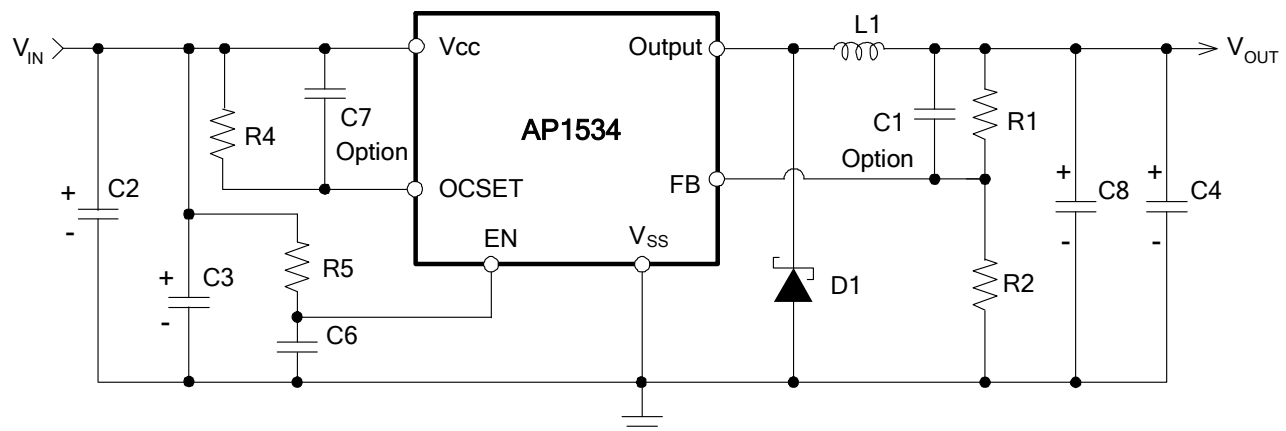 L1
V_IN
Vcc
Output
V_OUT
C7
Option
R4
AP1534
C1
Option
R1
+
C2
-
OCSET
FB
+
C8
-
+
C4
-
EN
V_SS
+
C3
-
R5
D1
R2
C6